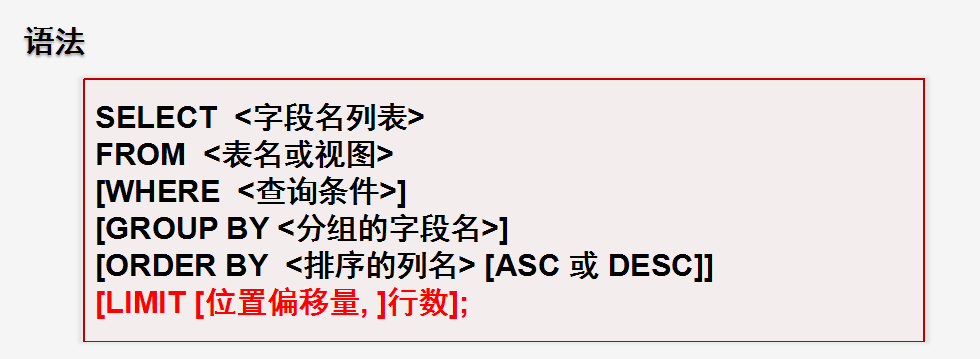 语法
SELECT <字段名列表>
FROM <表名或视图>
[WHERE <查询条件>]
[GROUP BY <分组的字段名>]
[ORDER BY <排序的列名> [ASC 或 DESC]]
[LIMIT [位置偏移量, ]行数];